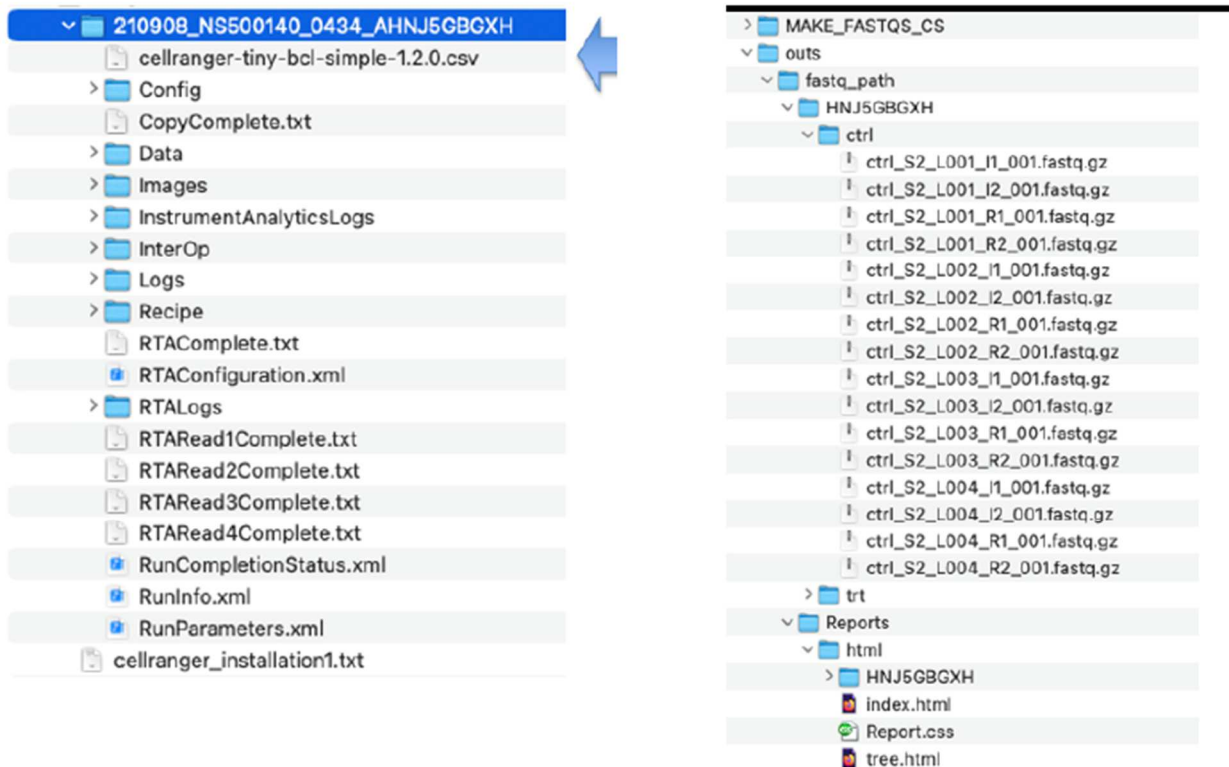 210908_NS500140_0434_AHNJ5GBGXH
cellranger-tiny-bcl-simple-1.2.0.csv
Config
CopyComplete.txt
Data
Images
InstrumentAnalyticsLogs
InterOp
Logs
Recipe
RTAComplete.txt
RTAConfiguration.xml
RTALogs
RTARead1Complete.txt
RTARead2Complete.txt
RTARead3Complete.txt
RTARead4Complete.txt
RunCompletionStatus.xml
RunInfo.xml
RunParameters.xml
cellranger_installation1.txt
MAKE_FASTQS_CS
outs
fastq_path
HNJ5GBGXH
ctrl
ctrl_S2_L001_I1_001.fastq.gz
ctrl_S2_L001_I2_001.fastq.gz
ctrl_S2_L001_R1_001.fastq.gz
ctrl_S2_L001_R2_001.fastq.gz
ctrl_S2_L002_I1_001.fastq.gz
ctrl_S2_L002_I2_001.fastq.gz
ctrl_S2_L002_R1_001.fastq.gz
ctrl_S2_L002_R2_001.fastq.gz
ctrl_S2_L003_I1_001.fastq.gz
ctrl_S2_L003_I2_001.fastq.gz
ctrl_S2_L003_R1_001.fastq.gz
ctrl_S2_L003_R2_001.fastq.gz
ctrl_S2_L004_I1_001.fastq.gz
ctrl_S2_L004_I2_001.fastq.gz
ctrl_S2_L004_R1_001.fastq.gz
ctrl_S2_L004_R2_001.fastq.gz
trt
Reports
html
HNJ5GBGXH
index.html
Report.css
tree.html